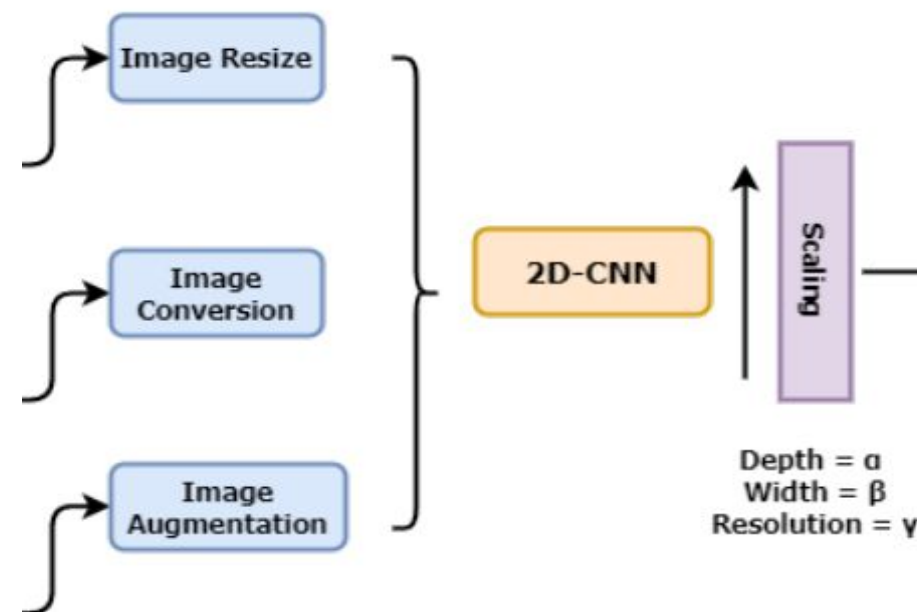 Image Resize
Image
Conversion
Image
Augmentation
2D-CNN
Scaling
Depth = α
Width = β
Resolution = γ